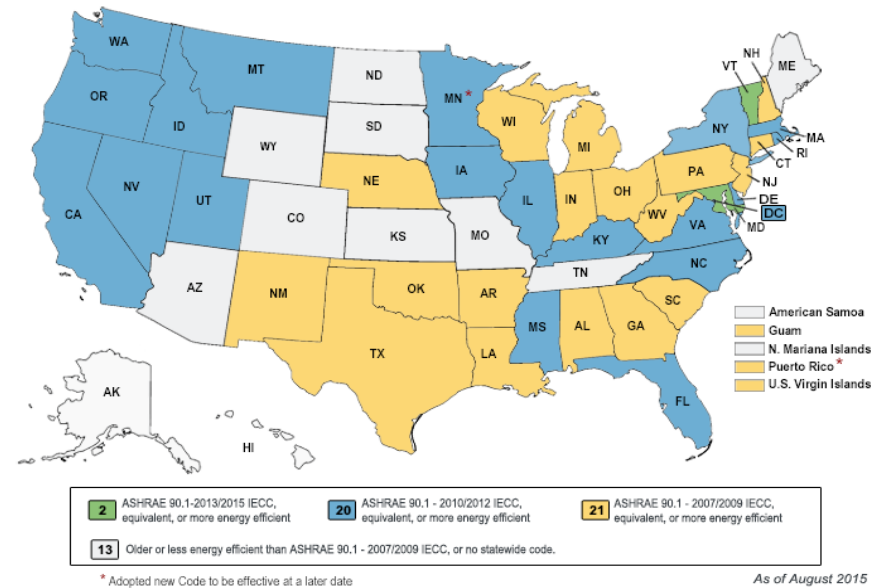 WA
MT
ND
MN *
VT
NH
ME
OR
ID
SD
WI
MI
NY
MA
RI
CT
WY
NE
IA
PA
NJ
NV
UT
CA
CO
KS
MO
IL
IN
OH
WV
KY
VA
DE
DC
MD
AZ
NM
OK
AR
TN
NC
SC
MS
AL
GA
TX
LA
FL
AK
HI
American Samoa
Guam
N. Mariana Islands
Puerto Rico *
U.S. Virgin Islands
2 ASHRAE 90.1-2013/2015 IECC,
equivalent, or more energy efficient
20 ASHRAE 90.1 - 2010/2012 IECC,
equivalent, or more energy efficient
21 ASHRAE 90.1 - 2007/2009 IECC,
equivalent, or more energy efficient
13 Older or less energy efficient than ASHRAE 90.1 - 2007/2009 IECC, or no statewide code.
* Adopted new Code to be effective at a later date
As of August 2015